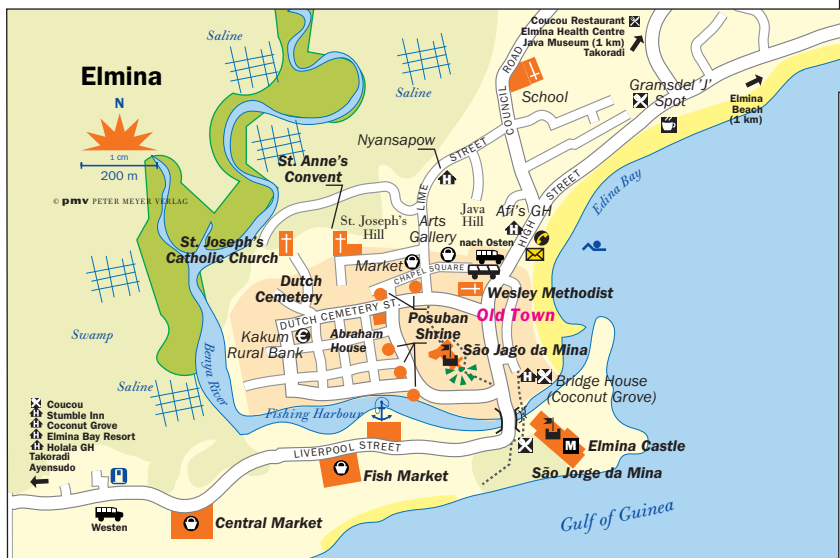 Coucou Restaurant
Elmina Health Centre
Java Museum (1 km)
Takoradi
Saline
Elmina
N
1 cm
200 m
© pmv PETER MEYER VERLAG
Saline
COUNCIL ROAD
School
Gramsdel 'J'
Spot
Elmina
Beach
(1 km)
Nyansapow
LIME STREET
St. Anne's
Convent
HIGH STREET
Edina Bay
St. Joseph's
Hill
Arts
Gallery
Java
Hill
Afi's GH
nach Osten
St. Joseph's
Catholic Church
Market
CHAPEL SQUARE
Dutch
Cemetery
Wesley Methodist
DUTCH CEMETERY ST.
Old Town
Posuban
Shrine
Kakum
Rural Bank
Abraham
House
São Jago da Mina
Swamp
Benya River
Saline
Bridge House
(Coconut Grove)
Fishing Harbour
Coucou
Stumble Inn
Coconut Grove
Elmina Bay Resort
Holala GH
Takoradi
Ayensudo
LIVERPOOL STREET
M
Elmina Castle
São Jorge da Mina
Fish Market
Westen
Central Market
Gulf of Guinea